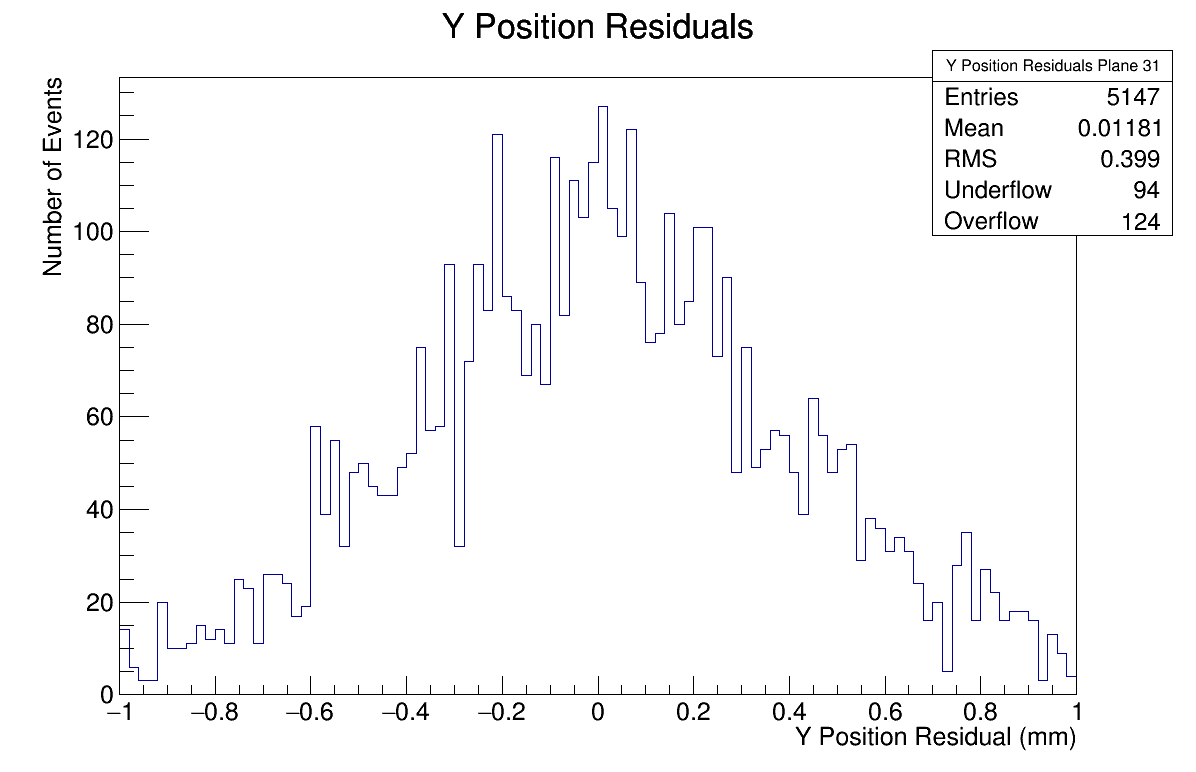 Y Position Residuals
Number of Events
Y Position Residuals Plane 31
Entries 5147
Mean 0.01181
RMS 0.399
Underflow 94
Overflow 124
120
100
80
60
40
20
0
−1 −0.8 −0.6 −0.4 −0.2 0 0.2 0.4 0.6 0.8 1
Y Position Residual (mm)